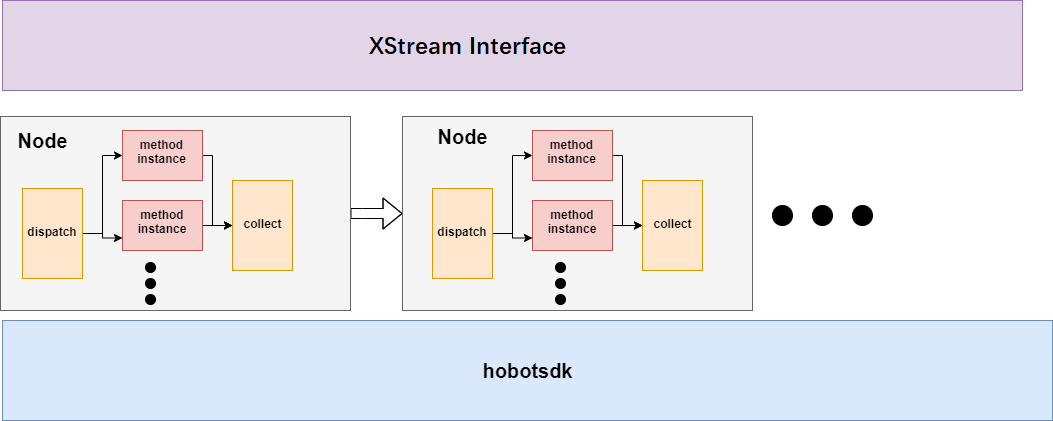 XStream Interface
Node
method
instance
dispatch
method
instance
collect
Node
method
instance
dispatch
method
instance
collect
hobotsdk